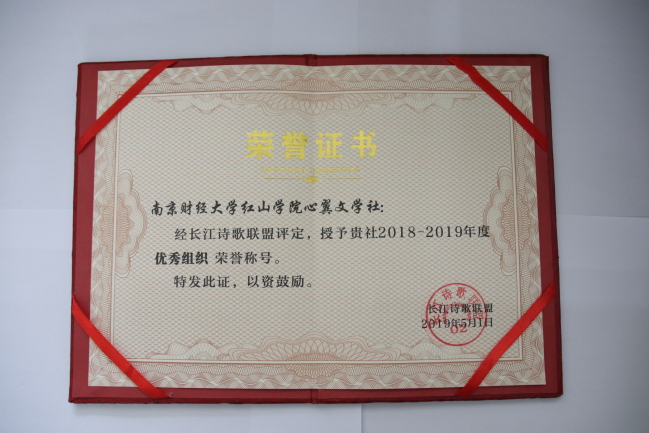 荣誉证书
南京财经大学红山学院心翼文学社:
经长江诗歌联盟评定，授予贵社2018-2019年度
优秀组织 荣誉称号。
特发此证，以资鼓励。
长江诗歌联盟
2019年5月1日
02